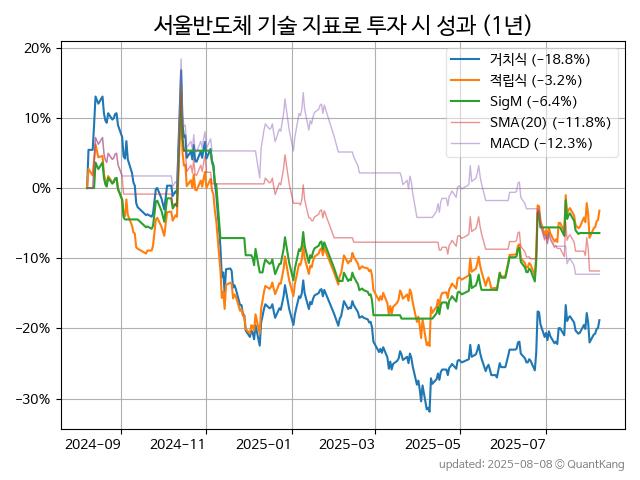 서울반도체 기술 지표로 투자 시 성과 (1년)
20%
10%
0%
−10%
−20%
−30%
거치식 (−18.8%)
적립식 (−3.2%)
SigM (−6.4%)
SMA(20) (−11.8%)
MACD (−12.3%)
2024-09
2024-11
2025-01
2025-03
2025-05
2025-07
updated: 2025-08-08 © QuantKang